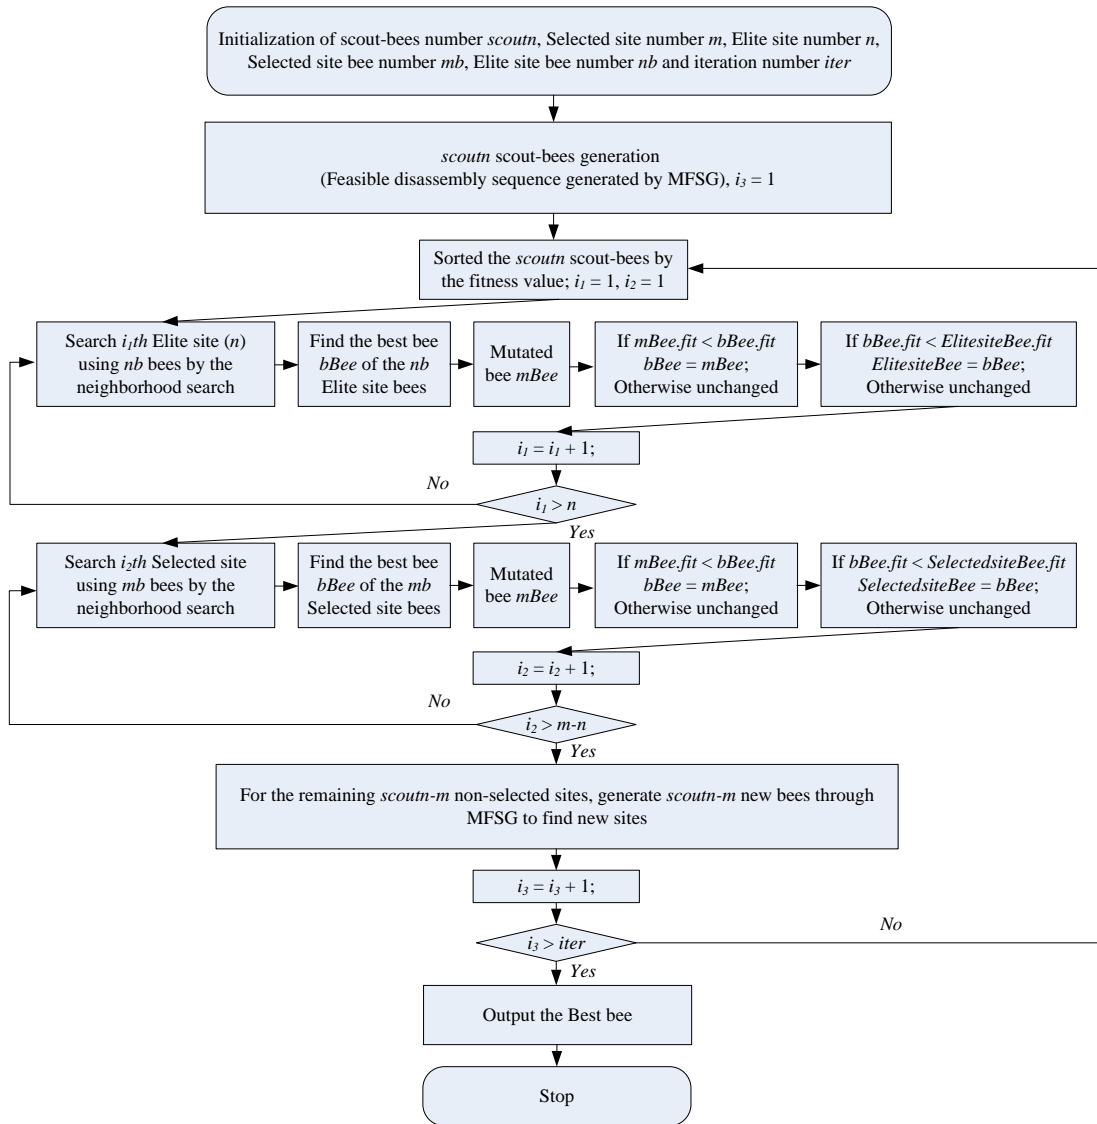 Initialization of scout-bees number scoutn, Selected site number m, Elite site number n,
Selected site bee number mb, Elite site bee number nb and iteration number iter
scoutn scout-bees generation
(Feasible disassembly sequence generated by MFSG), i3 = 1
Sorted the scoutn scout-bees by
the fitness value; i1 = 1, i2 = 1
Search i1th Elite site (n)
using nb bees by the
neighborhood search
Find the best bee
bBee of the nb
Elite site bees
Mutated
bee mBee
If mBee.fit < bBee.fit
bBee = mBee;
Otherwise unchanged
If bBee.fit < ElitesiteBee.fit
ElitesiteBee = bBee;
Otherwise unchanged
i1 = i1 + 1;
No
i1 > n
Yes
Search i2th Selected site
using mb bees by the
neighborhood search
Find the best bee
bBee of the mb
Selected site bees
Mutated
bee mBee
If mBee.fit < bBee.fit
bBee = mBee;
Otherwise unchanged
If bBee.fit < SelectedsiteBee.fit
SelectedsiteBee = bBee;
Otherwise unchanged
i2 = i2 + 1;
No
i2 > m-n
Yes
For the remaining scoutn-m non-selected sites, generate scoutn-m new bees through
MFSG to find new sites
i3 = i3 + 1;
No
i3 > iter
Yes
Output the Best bee
Stop